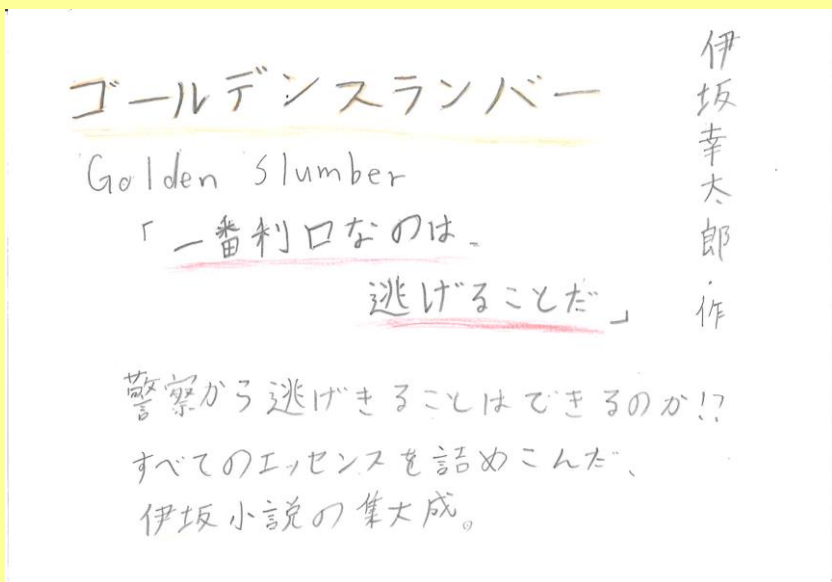 ゴールデンスランバー
Golden Slumber
「一番利口なのは、
逃げることだ」
伊坂幸太郎・作
警察から逃げきることはできるのか!?
すべてのエッセンスを詰めこんだ、
伊坂小説の集大成。